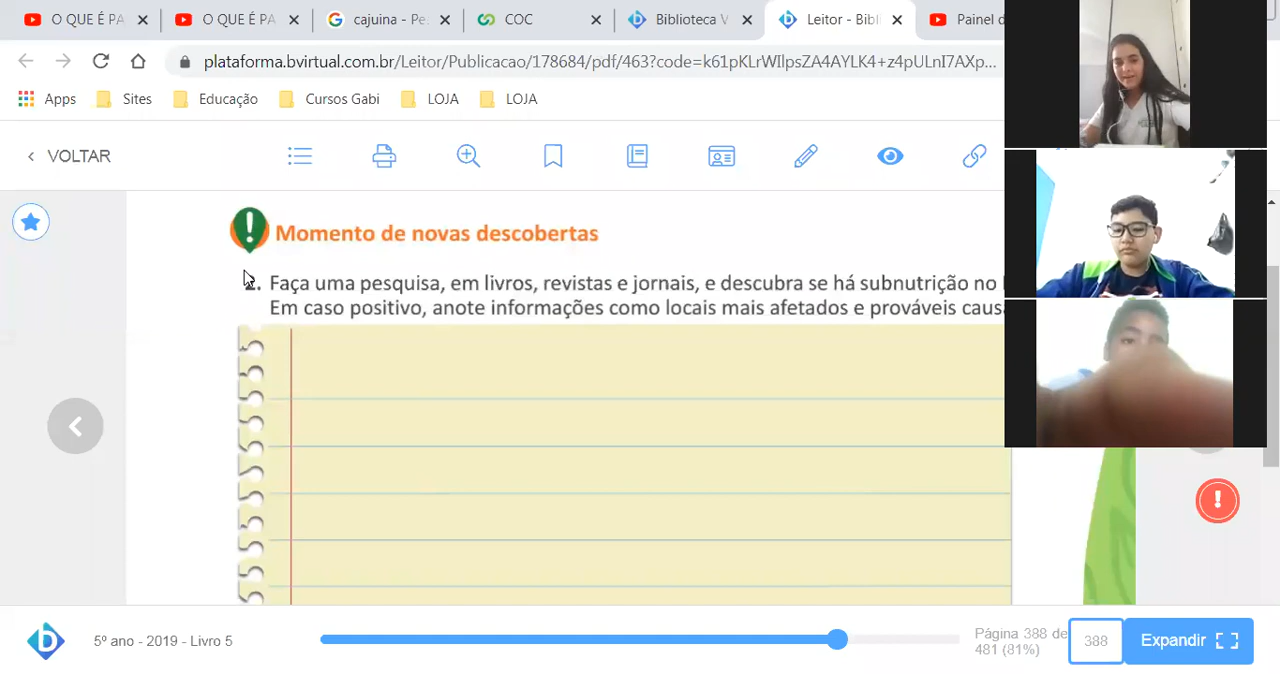 O QUE É PA
O QUE É PA
cajuina - Pe
COC
Biblioteca V
Leitor - Bibl
Painel d
plataforma.bvirtual.com.br/Leitor/Publicacao/178684/pdf/463?code=k61pKLrWIlpsZA4AYLK4+z4pULnI7AXp...
Apps
Sites
Educação
Cursos Gabi
LOJA
LOJA
VOLTAR
Momento de novas descobertas
2. Faça uma pesquisa, em livros, revistas e jornais, e descubra se há subnutrição no
Em caso positivo, anote informações como locais mais afetados e prováveis causa
5º ano - 2019 - Livro 5
Página 388 de
481 (81%)
388
Expandir